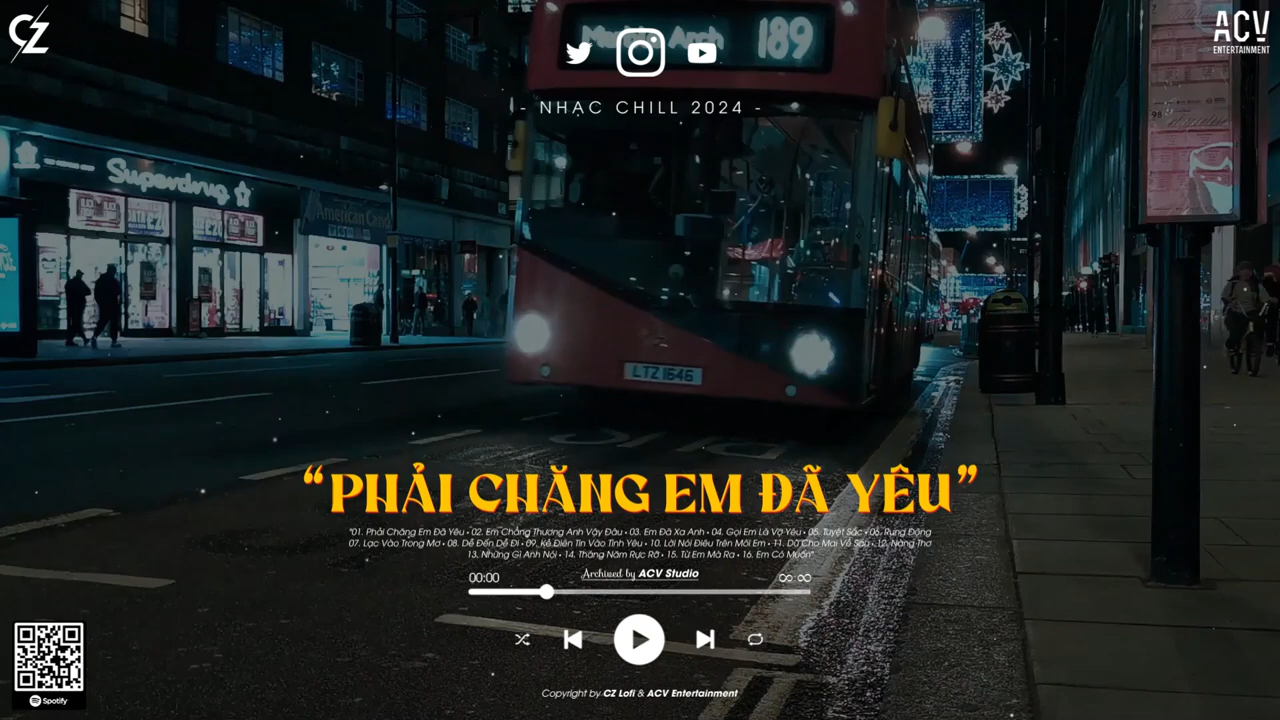 CZ
ACV
ENTERTAINMENT
189
- NHẠC CHILL 2024 -
Superdrug
American Candy
LTZ 1646
“PHẢI CHĂNG EM ĐÃ YÊU”
"01. Phải Chăng Em Đã Yêu • 02. Em Chẳng Thương Anh Vậy Đâu • 03. Em Đã Xa Anh • 04. Gọi Em Là Vợ Yêu • 05. Tuyệt Sắc • 06. Rung Động
07. Lạc Vào Trong Mơ • 08. Dễ Đến Dễ Đi • 09. Kẻ Điên Tin Vào Tình Yêu • 10. Lời Nói Điêu Trên Môi Em • 11. Dù Cho Mai Về Sau • 12. Nàng Thơ
13. Những Gì Anh Nói • 14. Tháng Năm Rực Rỡ • 15. Từ Em Mà Ra • 16. Em Có Muốn"
Archived by ACV Studio
00:00
∞:∞
Spotify
Copyright by CZ Lofi & ACV Entertainment